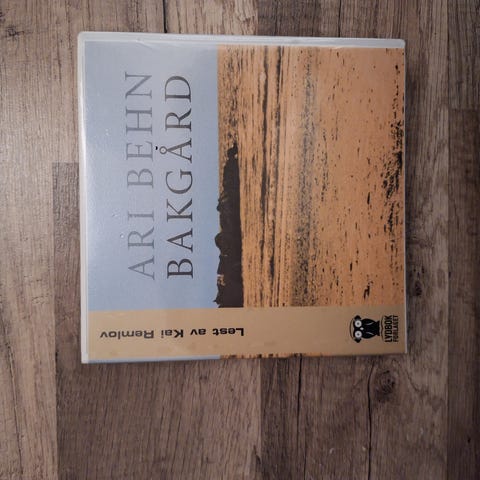 ARI BEHN
BAKGÅRD
Lest av Kai Remlov
LYDBOK
FORLAGET